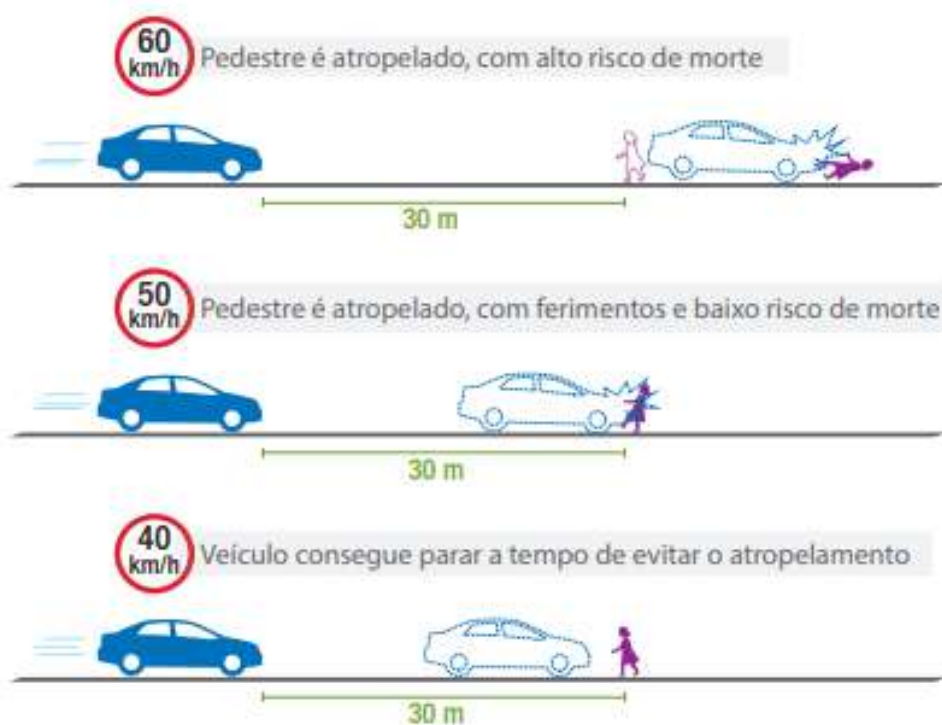 60
km/h
Pedestre é atropelado, com alto risco de morte
30 m
50
km/h
Pedestre é atropelado, com ferimentos e baixo risco de morte
30 m
40
km/h
Veículo consegue parar a tempo de evitar o atropelamento
30 m